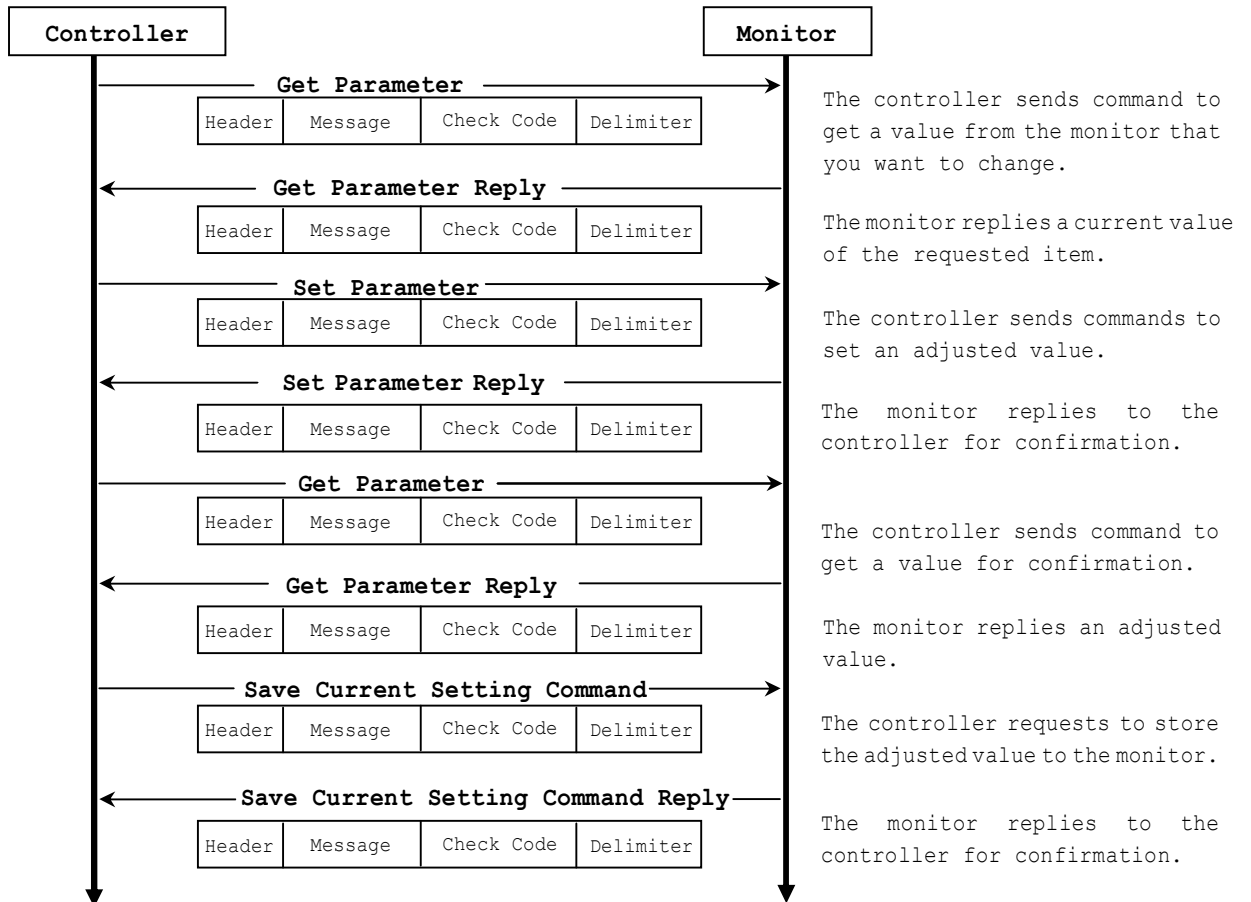 Controller
Monitor
Get Parameter
Header Message Check Code Delimiter
The controller sends command to
get a value from the monitor that
you want to change.
Get Parameter Reply
Header Message Check Code Delimiter
The monitor replies a current value
of the requested item.
Set Parameter
Header Message Check Code Delimiter
The controller sends commands to
set an adjusted value.
Set Parameter Reply
Header Message Check Code Delimiter
The monitor replies to the
controller for confirmation.
Get Parameter
Header Message Check Code Delimiter
The controller sends command to
get a value for confirmation.
Get Parameter Reply
Header Message Check Code Delimiter
The monitor replies an adjusted
value.
Save Current Setting Command
Header Message Check Code Delimiter
The controller requests to store
the adjusted value to the monitor.
Save Current Setting Command Reply
Header Message Check Code Delimiter
The monitor replies to the
controller for confirmation.